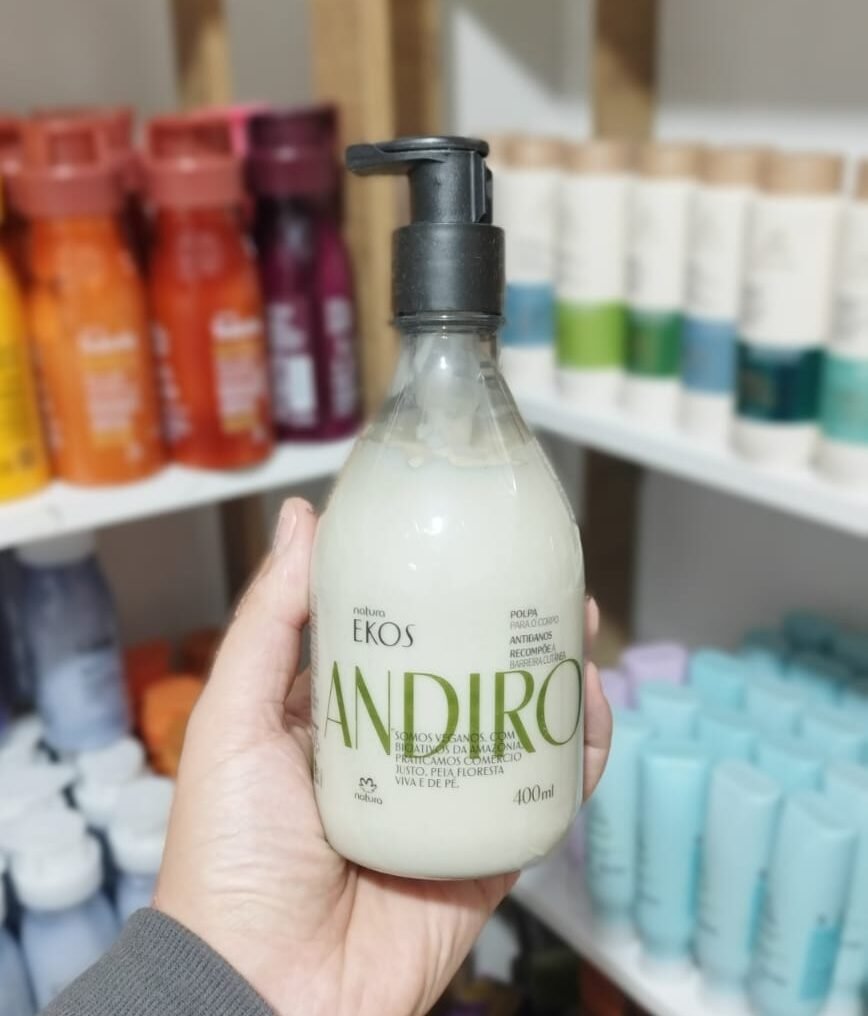 natura
EKOS
POLPA
PARA O CORPO
ANTIDANOS
RECOMPÕE A
BARREIRA CUTÂNEA
ANDIRO
SOMOS VEGANOS. COM
BIOATIVOS DA AMAZÔNIA.
PRATICAMOS COMÉRCIO
JUSTO. PELA FLORESTA
VIVA E DE PÉ.
natura
400ml